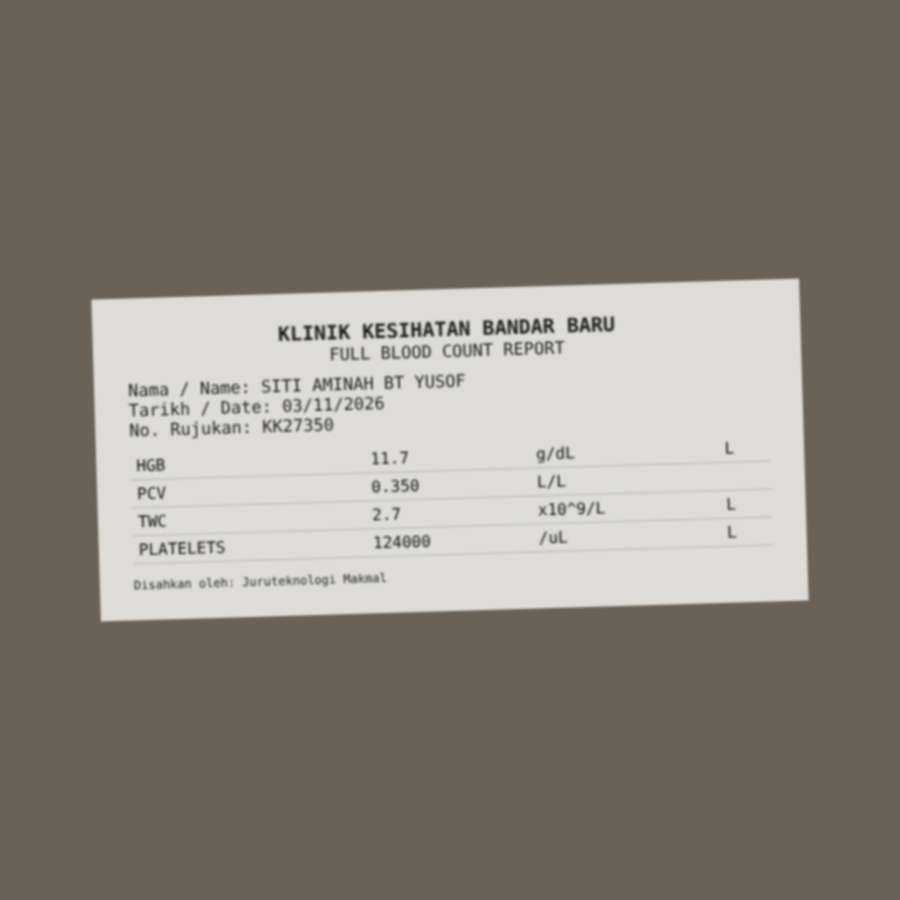 KLINIK KESIHATAN BANDAR BARU
FULL BLOOD COUNT REPORT
Nama / Name: SITI AMINAH BT YUSOF
Tarikh / Date: 03/11/2026
No. Rujukan: KK27350
HGB 11.7 g/dL L
PCV 0.350 L/L
TWC 2.7 x10^9/L L
PLATELETS 124000 /uL L
Disahkan oleh: Juruteknologi Makmal